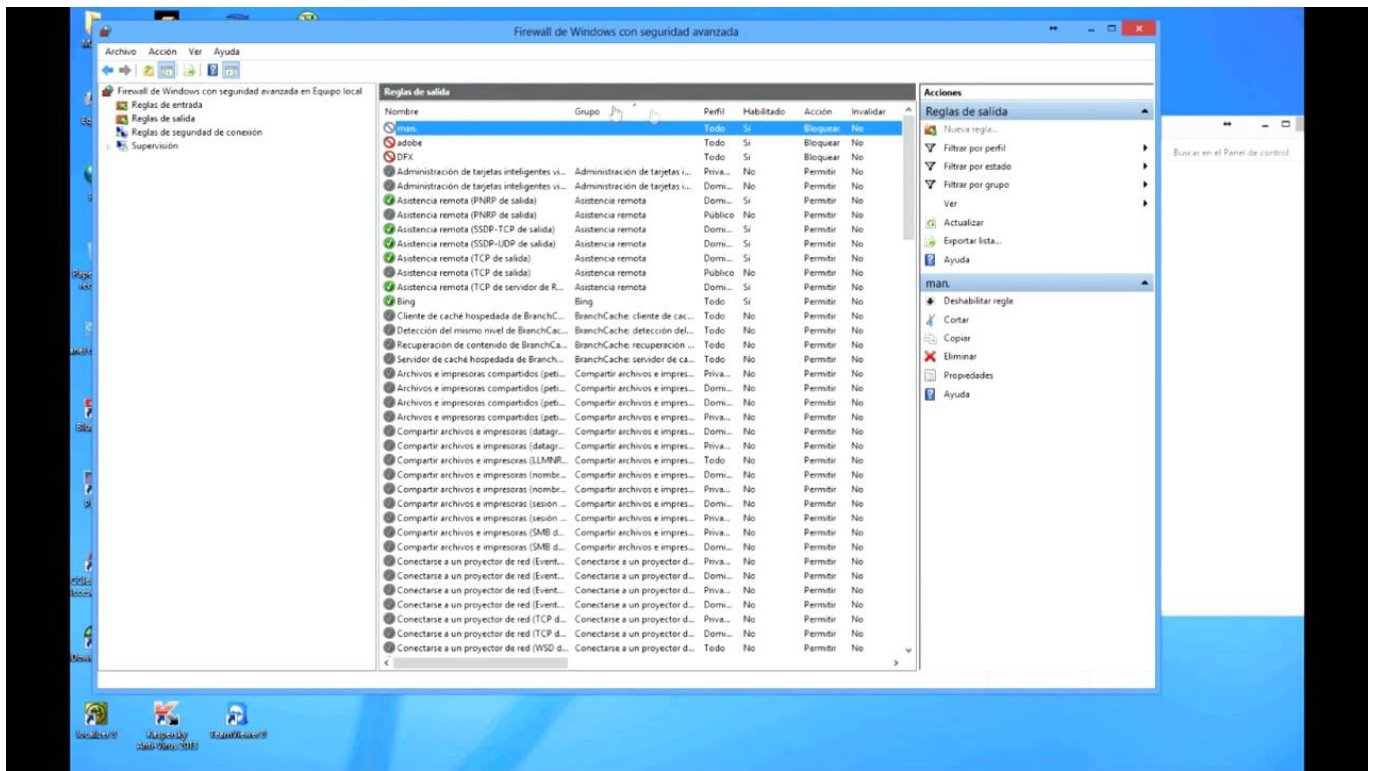 Firewall de Windows con seguridad avanzada
Archivo Acción Ver Ayuda
Firewall de Windows con seguridad avanzada en Equipo local
Reglas de entrada
Reglas de salida
Reglas de seguridad de conexión
Supervisión
Reglas de salida
Nombre Grupo Perfil Habilitado Acción Invalidar
man. Todo Sí Bloquear No
adobe Todo Sí Bloquear No
DFX Todo Sí Bloquear No
Administración de tarjetas inteligentes vi... Administración de tarjetas i... Priva... No Permitir No
Administración de tarjetas inteligentes vi... Administración de tarjetas i... Domi... No Permitir No
Asistencia remota (PNRP de salida) Asistencia remota Domi... Sí Permitir No
Asistencia remota (PNRP de salida) Asistencia remota Público No Permitir No
Asistencia remota (SSDP-TCP de salida) Asistencia remota Domi... Sí Permitir No
Asistencia remota (SSDP-UDP de salida) Asistencia remota Domi... Sí Permitir No
Asistencia remota (TCP de salida) Asistencia remota Domi... Sí Permitir No
Asistencia remota (TCP de salida) Asistencia remota Público No Permitir No
Asistencia remota (TCP de servidor de R... Asistencia remota Domi... Sí Permitir No
Bing Bing Todo Sí Permitir No
Cliente de caché hospedada de BranchC... BranchCache: cliente de cac... Todo No Permitir No
Detección del mismo nivel de BranchCac... BranchCache: detección del... Todo No Permitir No
Recuperación de contenido de BranchCa... BranchCache: recuperación ... Todo No Permitir No
Servidor de caché hospedada de Branch... BranchCache: servidor de ca... Todo No Permitir No
Archivos e impresoras compartidos (peti... Compartir archivos e impres... Priva... No Permitir No
Archivos e impresoras compartidos (peti... Compartir archivos e impres... Domi... No Permitir No
Archivos e impresoras compartidos (peti... Compartir archivos e impres... Domi... No Permitir No
Archivos e impresoras compartidos (peti... Compartir archivos e impres... Priva... No Permitir No
Compartir archivos e impresoras (datagr... Compartir archivos e impres... Domi... No Permitir No
Compartir archivos e impresoras (datagr... Compartir archivos e impres... Priva... No Permitir No
Compartir archivos e impresoras (LLMNR... Compartir archivos e impres... Todo No Permitir No
Compartir archivos e impresoras (nombr... Compartir archivos e impres... Domi... No Permitir No
Compartir archivos e impresoras (nombr... Compartir archivos e impres... Priva... No Permitir No
Compartir archivos e impresoras (sesión ... Compartir archivos e impres... Domi... No Permitir No
Compartir archivos e impresoras (sesión ... Compartir archivos e impres... Priva... No Permitir No
Compartir archivos e impresoras (SMB d... Compartir archivos e impres... Priva... No Permitir No
Compartir archivos e impresoras (SMB d... Compartir archivos e impres... Domi... No Permitir No
Conectarse a un proyector de red (Event... Conectarse a un proyector d... Priva... No Permitir No
Conectarse a un proyector de red (Event... Conectarse a un proyector d... Domi... No Permitir No
Conectarse a un proyector de red (Event... Conectarse a un proyector d... Priva... No Permitir No
Conectarse a un proyector de red (Event... Conectarse a un proyector d... Domi... No Permitir No
Conectarse a un proyector de red (TCP d... Conectarse a un proyector d... Priva... No Permitir No
Conectarse a un proyector de red (TCP d... Conectarse a un proyector d... Domi... No Permitir No
Conectarse a un proyector de red (WSD d... Conectarse a un proyector d... Todo No Permitir No
Acciones
Reglas de salida
Nueva regla...
Filtrar por perfil
Filtrar por estado
Filtrar por grupo
Ver
Actualizar
Exportar lista...
Ayuda
man.
Deshabilitar regla
Cortar
Copiar
Eliminar
Propiedades
Ayuda
Buscar en el Panel de control
Kaspersky
Anti-Virus 2013
TeamViewer 8